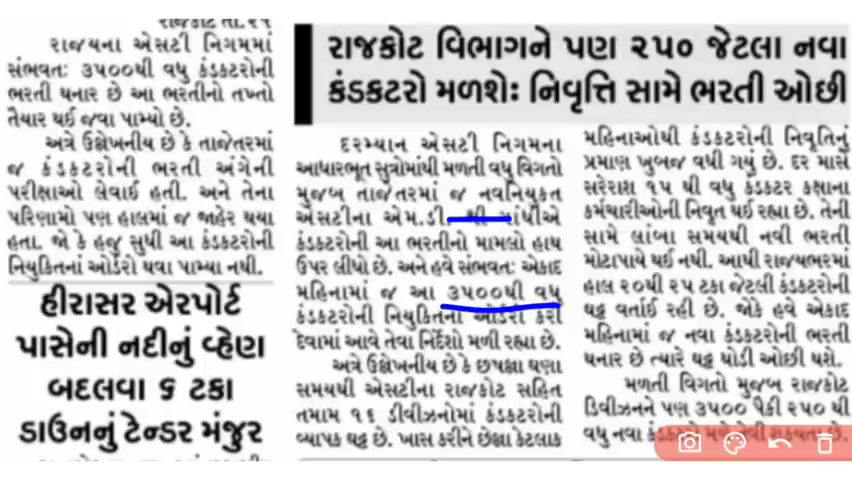 રાજકોટ તા.૨૫
રાજયના એસટી નિગમમાં
સંભવતઃ ૩૫૦૦થી વધુ કંડકટરોની
ભરતી થનાર છે આ ભરતીનો તખ્તો
તૈયાર થઈ જવા પામ્યો છે.
અત્રે ઉલ્લેખનીય છે કે તાજેતરમાં
જ કંડકટરોની ભરતી અંગેની
પરીક્ષાઓ લેવાઈ હતી. અને તેના
પરિણામો પણ હાલમાં જ જાહેર થયા
હતા. જો કે હજુ સુધી આ કંડકટરોની
નિયુકિતનાં ઓર્ડરો થવા પામ્યા નથી.
હીરાસર એરપોર્ટ
પાસેની નદીનું વ્હેણ
બદલવા ૬ ટકા
ડાઉનનું ટેન્ડર મંજુર
રાજકોટ વિભાગને પણ ૨૫૦ જેટલા નવા
કંડકટરો મળશેઃ નિવૃત્તિ સામે ભરતી ઓછી
દરમ્યાન એસટી નિગમના
આધારભૂત સુત્રોમાંથી મળતી વધુ વિગતો
મુજબ તાજેતરમાં જ નવનિયુકત
એસટીના એમ.ડી. શ્રી ગાંધીએ
કંડકટરોની આ ભરતીનો મામલો હાથ
ઉપર લીધો છે. અને હવે સંભવતઃ એકાદ
મહિનામાં જ આ ૩૫૦૦થી વધુ
કંડકટરોની નિયુકિતના ઓર્ડરો કરી
દેવામાં આવે તેવા નિર્દેશો મળી રહ્યા છે.
અત્રે ઉલ્લેખનીય છે કે છેલ્લા ઘણા
સમયથી એસટીના રાજકોટ સહિત
તમામ ૧૬ ડીવીઝનોમાં કંડકટરોની
વ્યાપક ઘટ્ટ છે. ખાસ કરીને છેલ્લા કેટલાક
મહિનાઓથી કંડકટરોની નિવૃતિનું
પ્રમાણ ખુબજ વધી ગયું છે. દર માસે
સરેરાશ ૧૫ થી વધુ કંડકટર કક્ષાના
કર્મચારીઓની નિવૃત થઈ રહ્યા છે. તેની
સામે લાંબા સમયથી નવી ભરતી
મોટાપાયે થઈ નથી. આથી રાજયભરમાં
હાલ ૨૦થી ૨૫ ટકા જેટલી કંડકટરોની
ઘટ્ટ વર્તાઈ રહી છે. જોકે હવે એકાદ
મહિનામાં જ નવા કંડકટરોની ભરતી
થનાર છે ત્યારે ઘટ્ટ થોડી ઓછી થશે.
મળતી વિગતો મુજબ રાજકોટ
ડિવીઝનને પણ ૩૫૦૦ પૈકી ૨૫૦ થી
વધુ નવા